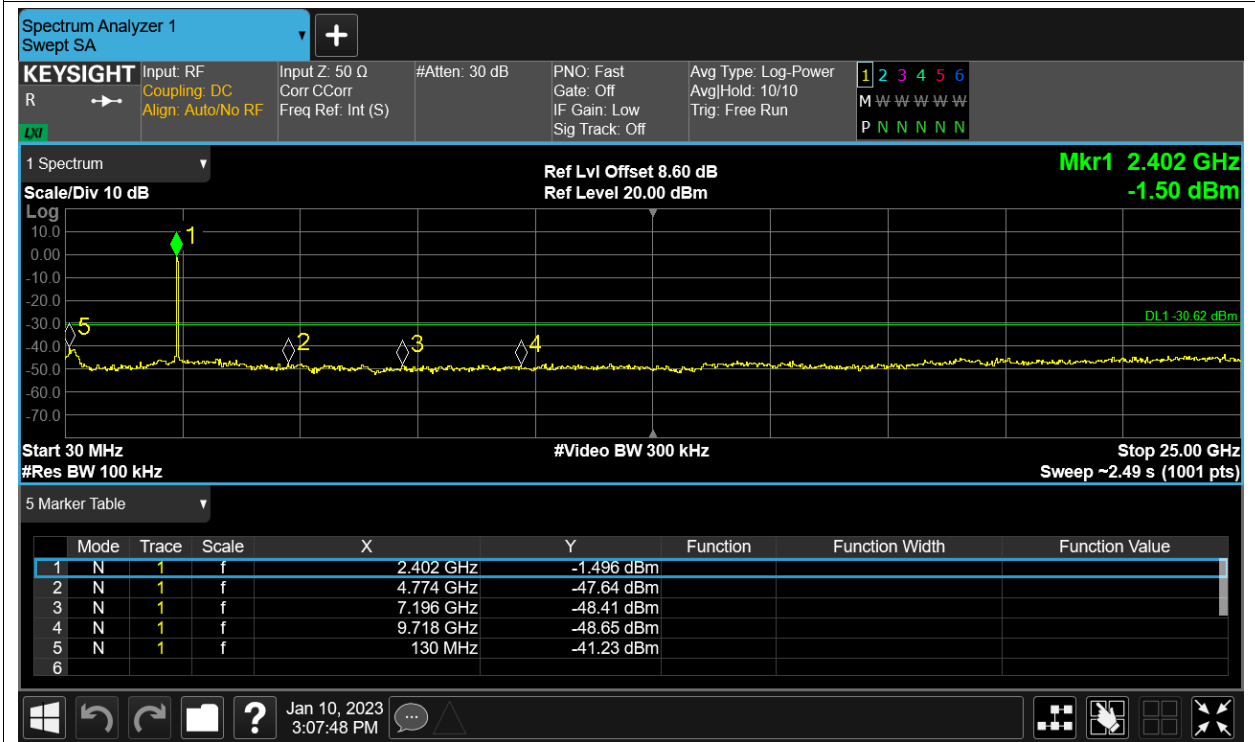 Spectrum Analyzer 1
Swept SA
KEYSIGHT
R
LXI
Input: RF
Coupling: DC
Align: Auto/No RF
Input Z: 50 Ω
Corr CCorr
Freq Ref: Int (S)
#Atten: 30 dB
PNO: Fast
Gate: Off
IF Gain: Low
Sig Track: Off
Avg Type: Log-Power
Avg|Hold: 10/10
Trig: Free Run
1 2 3 4 5 6
M W W W W W
P N N N N N
1 Spectrum
Scale/Div 10 dB
Ref Lvl Offset 8.60 dB
Ref Level 20.00 dBm
Mkr1 2.402 GHz
-1.50 dBm
Log
10.0
0.00
-10.0
-20.0
-30.0
-40.0
-50.0
-60.0
-70.0
1
5
2
3
4
DL1 -30.62 dBm
Start 30 MHz
#Video BW 300 kHz
Stop 25.00 GHz
#Res BW 100 kHz
Sweep ~2.49 s (1001 pts)
5 Marker Table
Mode Trace Scale X Y Function Function Width Function Value
1 N 1 f 2.402 GHz -1.496 dBm
2 N 1 f 4.774 GHz -47.64 dBm
3 N 1 f 7.196 GHz -48.41 dBm
4 N 1 f 9.718 GHz -48.65 dBm
5 N 1 f 130 MHz -41.23 dBm
6
?
Jan 10, 2023
3:07:48 PM